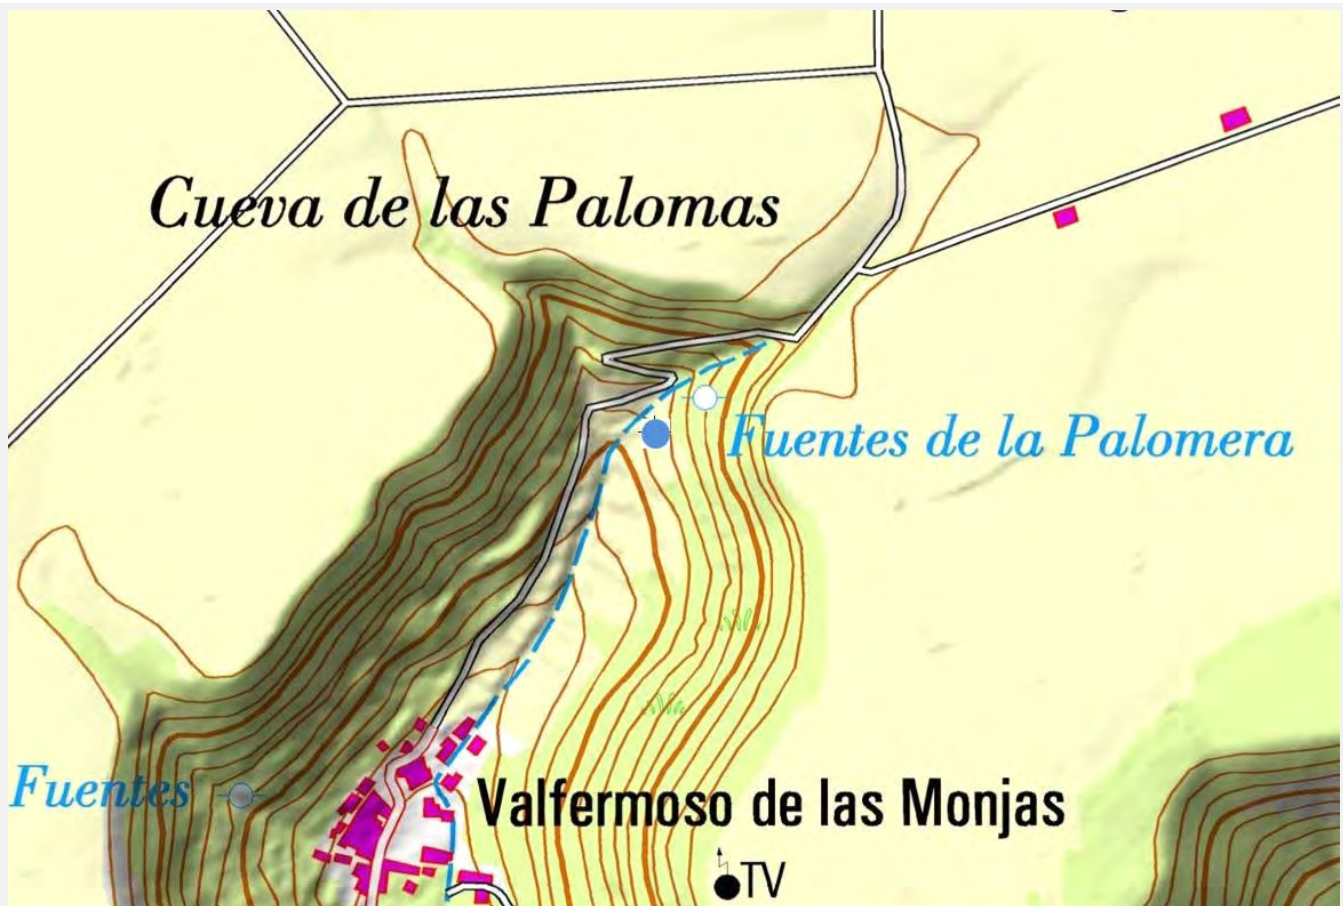 Cueva de las Palomas
Fuentes de la Palomera
Fuentes
Valfermoso de las Monjas
TV